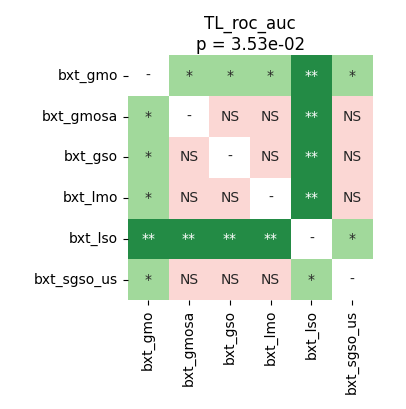 TL_roc_auc
p = 3.53e-02
bxt_gmo - * * * ** *
bxt_gmosa * - NS NS ** NS
bxt_gso * NS - NS ** NS
bxt_lmo * NS NS - ** NS
bxt_lso ** ** ** ** - *
bxt_sgso_us * NS NS NS * -
bxt_gmo
bxt_gmosa
bxt_gso
bxt_lmo
bxt_lso
bxt_sgso_us